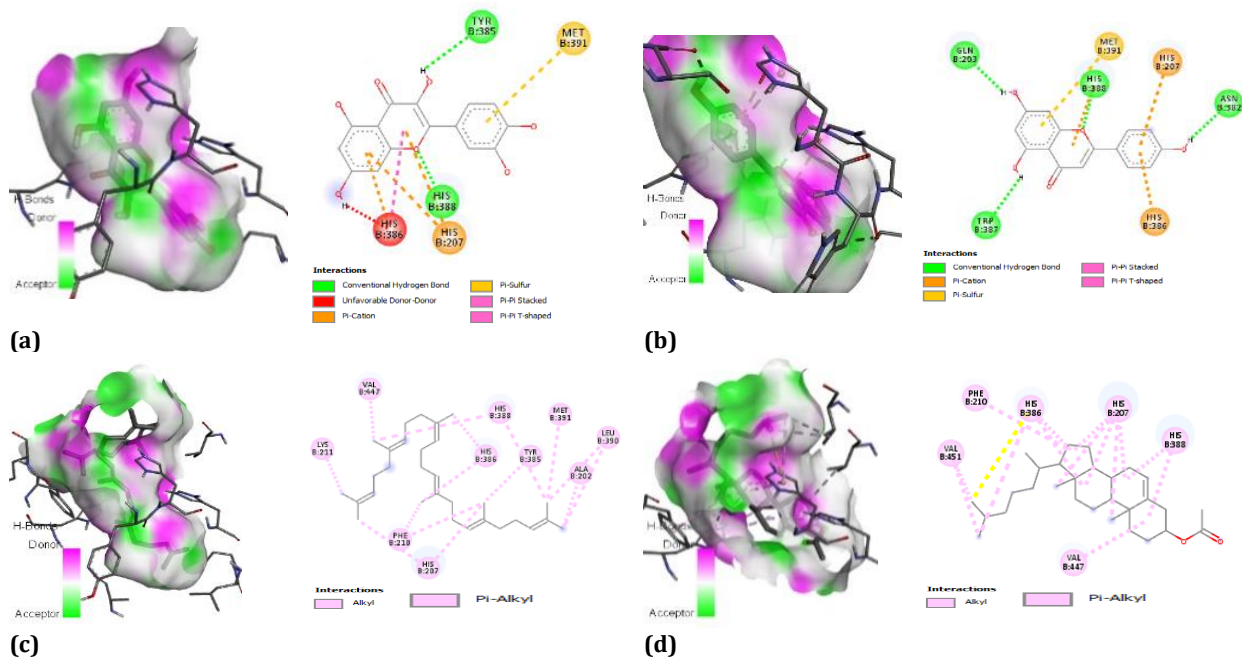 H-Bonds
Donor
Acceptor
TYR
B:385
MET
B:391
H
H
HIS
B:388
HIS
B:386
HIS
B:207
Interactions
Conventional Hydrogen Bond
Unfavorable Donor-Donor
Pi-Cation
Pi-Sulfur
Pi-Pi Stacked
Pi-Pi T-shaped
(a)
H-Bonds
Donor
Acceptor
GLN
B:203
MET
B:391
HIS
B:388
HIS
B:207
ASN
B:382
H
H
H
TRP
B:387
HIS
B:386
Interactions
Conventional Hydrogen Bond
Pi-Cation
Pi-Sulfur
Pi-Pi Stacked
Pi-Pi T-shaped
(b)
H-Bonds
Donor
Acceptor
VAL
B:447
HIS
B:388
MET
B:391
LEU
B:390
LYS
B:211
HIS
B:386
TYR
B:385
ALA
B:202
PHE
B:210
HIS
B:207
Interactions
Alkyl
Pi-Alkyl
(c)
H-Bonds
Donor
Acceptor
PHE
B:210
HIS
B:386
HIS
B:207
HIS
B:388
VAL
B:451
VAL
B:447
Interactions
Alkyl
Pi-Alkyl
(d)